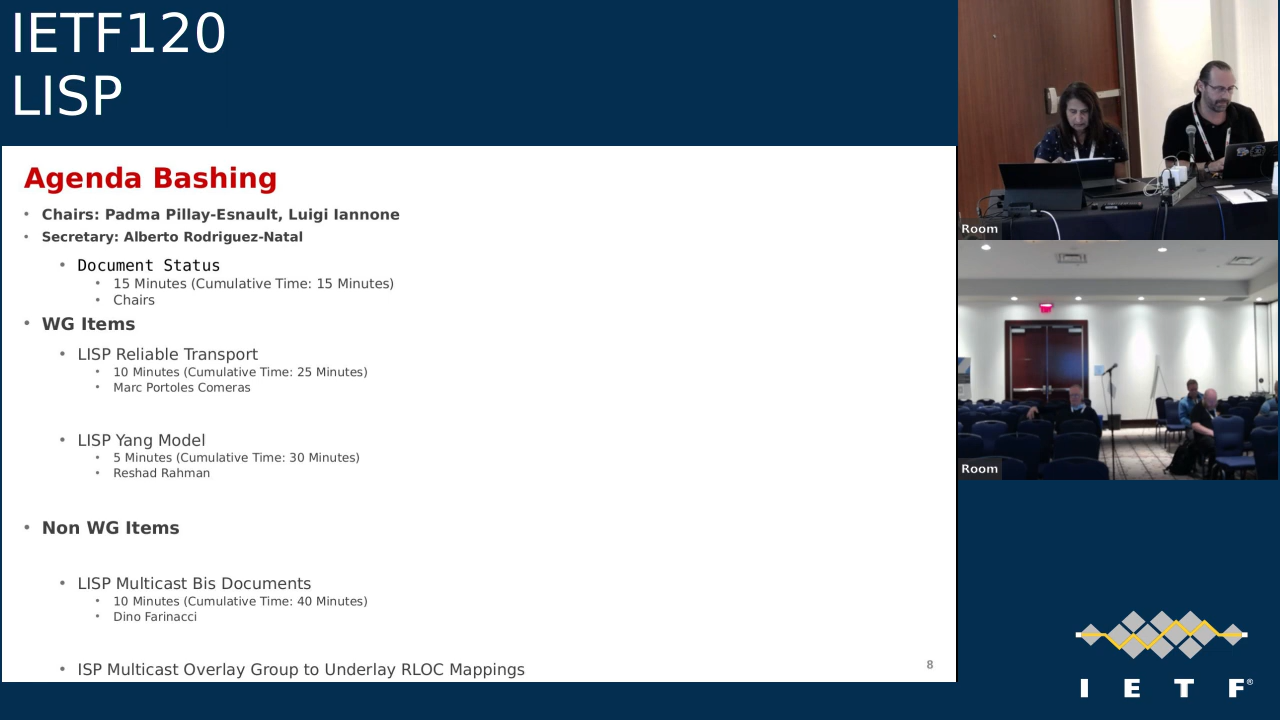 IETF120
LISP
Agenda Bashing
• Chairs: Padma Pillay-Esnault, Luigi Iannone
• Secretary: Alberto Rodriguez-Natal
• Document Status
• 15 Minutes (Cumulative Time: 15 Minutes)
• Chairs
• WG Items
• LISP Reliable Transport
• 10 Minutes (Cumulative Time: 25 Minutes)
• Marc Portoles Comeras
• LISP Yang Model
• 5 Minutes (Cumulative Time: 30 Minutes)
• Reshad Rahman
• Non WG Items
• LISP Multicast Bis Documents
• 10 Minutes (Cumulative Time: 40 Minutes)
• Dino Farinacci
• ISP Multicast Overlay Group to Underlay RLOC Mappings
8
Room
Room
I E T F®